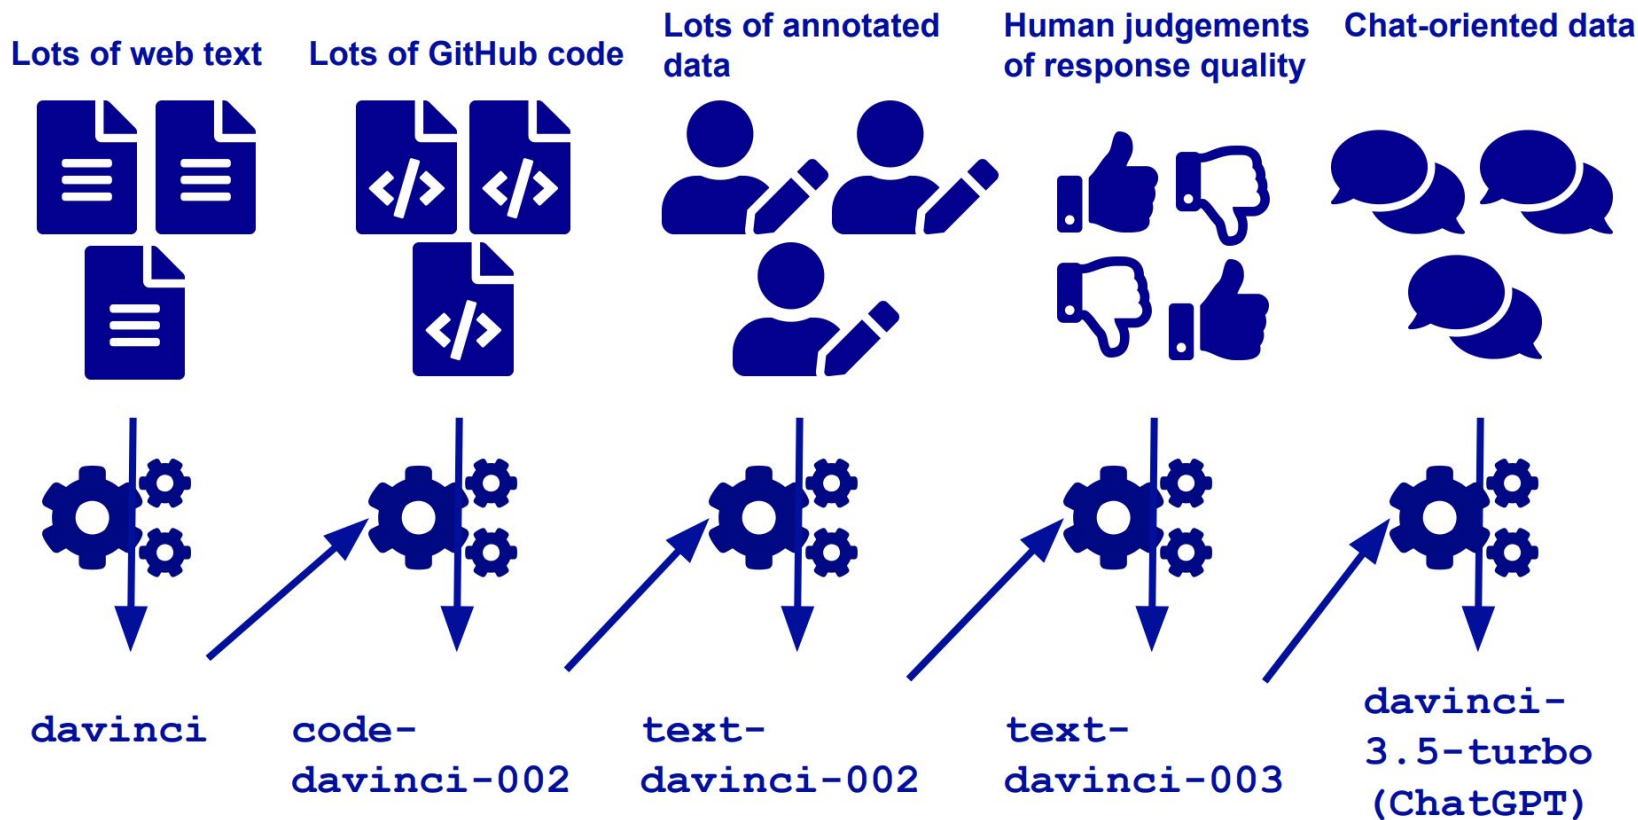 Lots of web text
Lots of GitHub code
Lots of annotated
data
Human judgements
of response quality
Chat-oriented data
davinci
code-
davinci-002
text-
davinci-002
text-
davinci-003
davinci-
3.5-turbo
(ChatGPT)